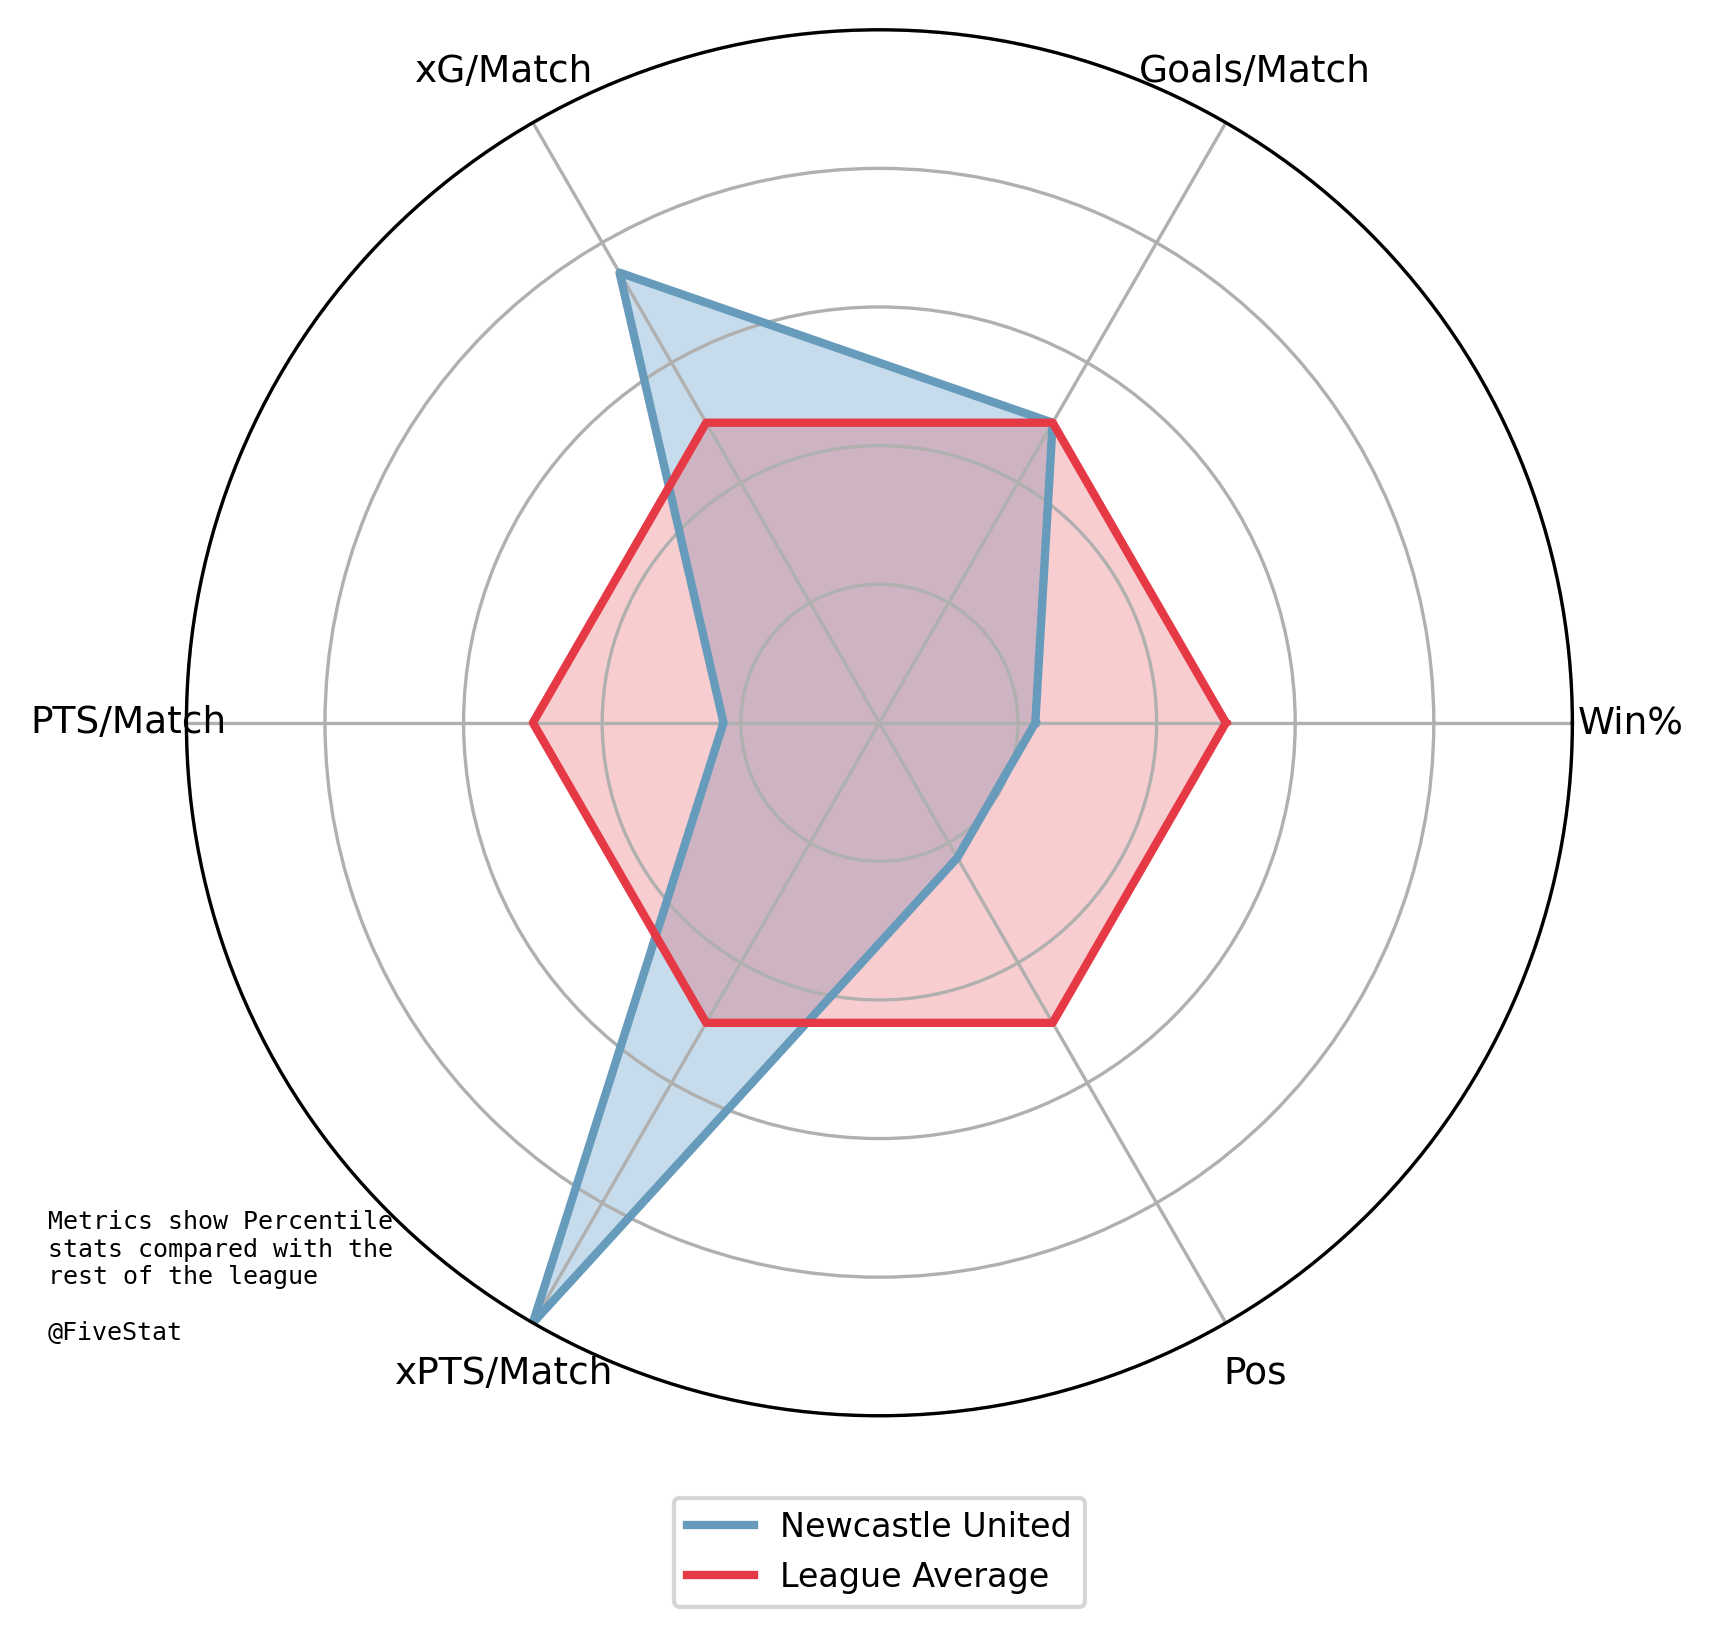 xG/Match
Goals/Match
PTS/Match
Win%
Metrics show Percentile
stats compared with the
rest of the league
@FiveStat
xPTS/Match
Pos
Newcastle United
League Average